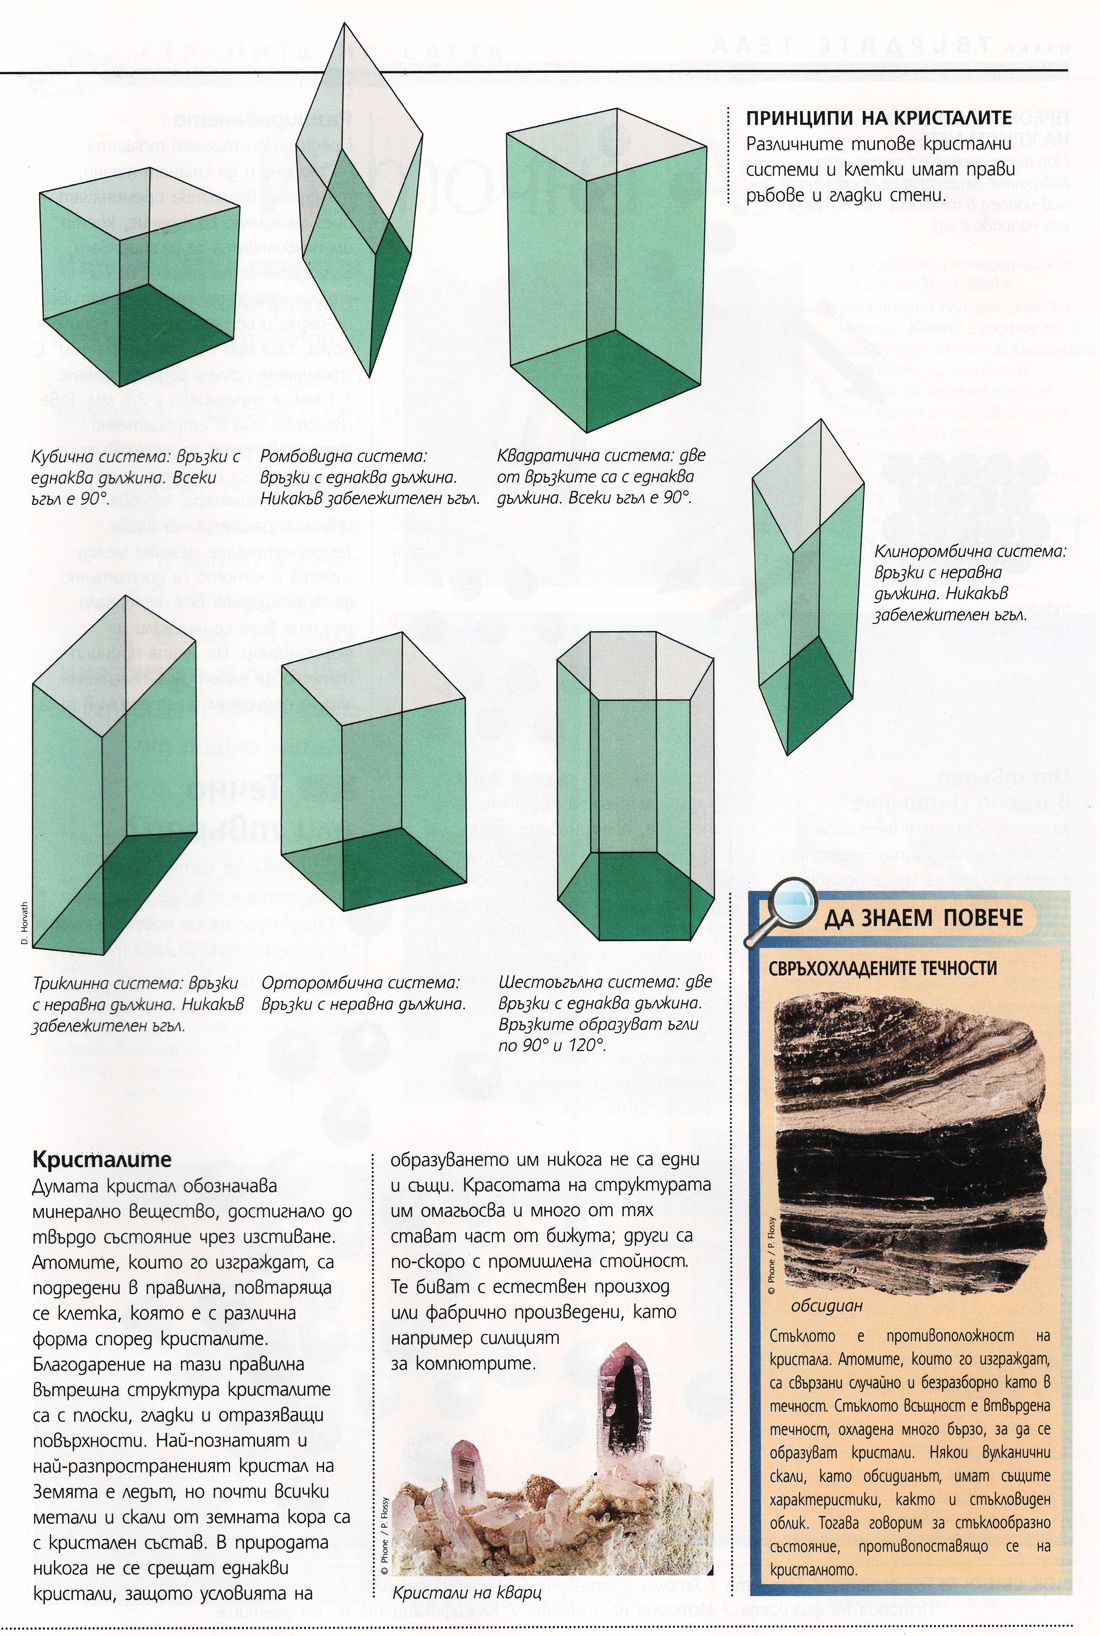 ПРИНЦИПИ НА КРИСТАЛИТЕ
Различните типове кристални
системи и клетки имат прави
ръбове и гладки стени.
Кубична система: връзки с
еднаква дължина. Всеки
ъгъл е 90°.
Ромбовидна система:
Връзки с еднаква дължина.
Никакъв забележителен ъгъл.
Квадратична система: две
от връзките са с еднаква
дължина. Всеки ъгъл е 90°.
Клиноромбична система:
връзки с неравна
дължина. Никакъв
забележителен ъгъл.
D. Horvath
Триклинна система: връзки
с неравна дължина. Никакъв
забележителен ъгъл.
Орторомбична система:
връзки с неравна дължина.
Шестоъгълна система: две
връзки с еднаква дължина.
Връзките образуват ъгли
по 90° и 120°.
Кристалите
Думата кристал обозначава
минерално вещество, достигнало до
твърдо състояние чрез изстиване.
Атомите, които го изграждат, са
подредени в правилна, повтаряща
се клетка, която е с различна
форма според кристалите.
Благодарение на тази правилна
вътрешна структура кристалите
са с плоски, гладки и отразяващи
повърхности. Най-познатият и
най-разпространеният кристал на
Земята е ледът, но почти всички
метали и скали от земната кора са
с кристален състав. В природата
никога не се срещат еднакви
кристали, защото условията на
образуването им никога не са едни
и същи. Красотата на структурата
им омагьосва и много от тях
стават част от бижута; други са
по-скоро с промишлена стойност.
Те биват с естествен произход
или фабрично произведени, като
например силицият
за компютрите.
© Phone / P. Flossy
Кристали на кварц
ДА ЗНАЕМ ПОВЕЧЕ
СВРЪХОХЛАДЕНИТЕ ТЕЧНОСТИ
© Phone / P. Flossy
обсидиан
Стъклото е противоположност на
кристала. Атомите, които го изграждат,
са свързани случайно и безразборно като в
течност. Стъклото всъщност е втвърдена
течност, охладена много бързо, за да се
образуват кристали. Някои вулканични
скали, като обсидианът, имат същите
характеристики, както и стъкловиден
облик. Тогава говорим за стъклообразно
състояние, противопоставящо се на
кристалното.